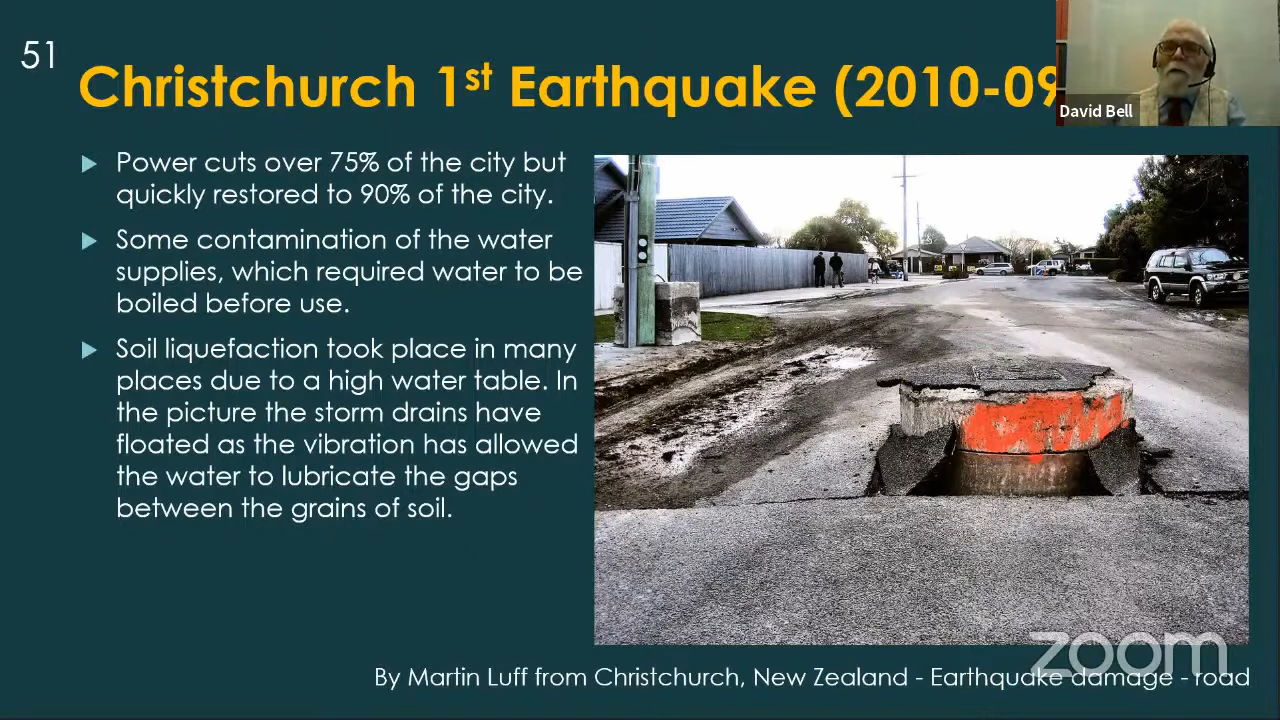 51
Christchurch 1st Earthquake (2010-09
David Bell
Power cuts over 75% of the city but
quickly restored to 90% of the city.
Some contamination of the water
supplies, which required water to be
boiled before use.
Soil liquefaction took place in many
places due to a high water table. In
the picture the storm drains have
floated as the vibration has allowed
the water to lubricate the gaps
between the grains of soil.
zoom
By Martin Luff from Christchurch, New Zealand - Earthquake damage - road